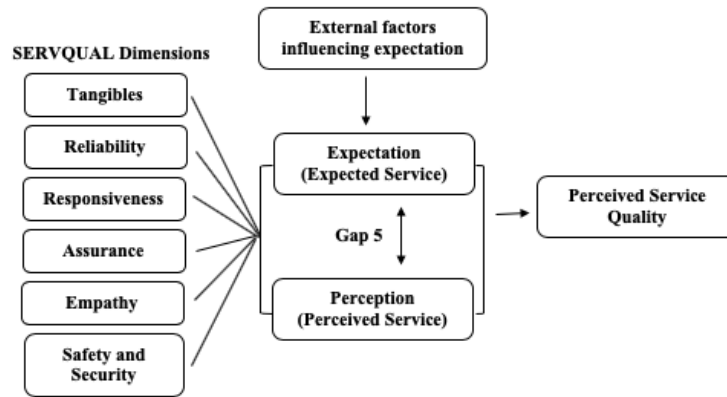 External factors
influencing expectation
SERVQUAL Dimensions
Tangibles
Reliability
Responsiveness
Assurance
Empathy
Safety and
Security
Expectation
(Expected Service)
Gap 5
Perception
(Perceived Service)
Perceived Service
Quality